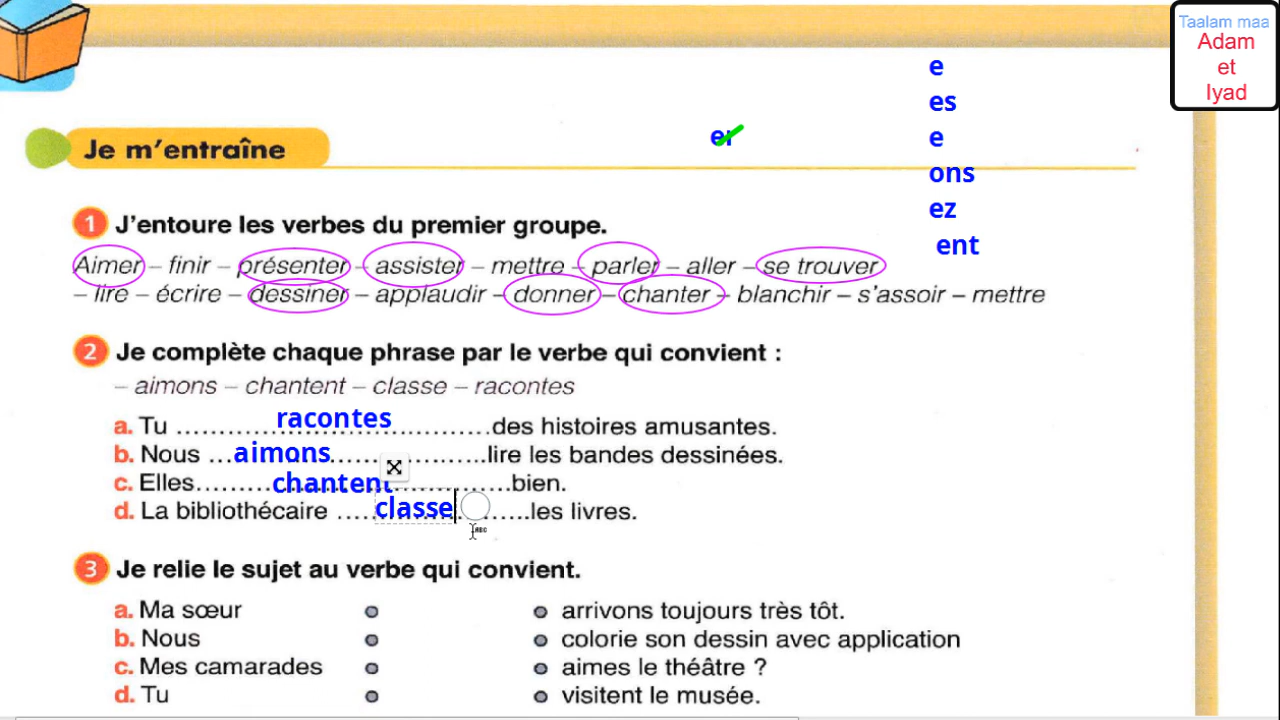 Taalam maa
Adam
et
Iyad
e
es
e
ons
ez
ent
er
Je m'entraîne
1 J'entoure les verbes du premier groupe.
Aimer – finir – présenter – assister – mettre – parler – aller – se trouver
– lire – écrire – dessiner – applaudir – donner – chanter – blanchir – s'assoir – mettre
2 Je complète chaque phrase par le verbe qui convient :
– aimons – chantent – classe – racontes
a. Tu ... racontes ... des histoires amusantes.
b. Nous ... aimons ... lire les bandes dessinées.
c. Elles ... chantent ... bien.
d. La bibliothécaire ... classe ... les livres.
3 Je relie le sujet au verbe qui convient.
a. Ma sœur arrivons toujours très tôt.
b. Nous colorie son dessin avec application
c. Mes camarades aimes le théâtre ?
d. Tu visitent le musée.